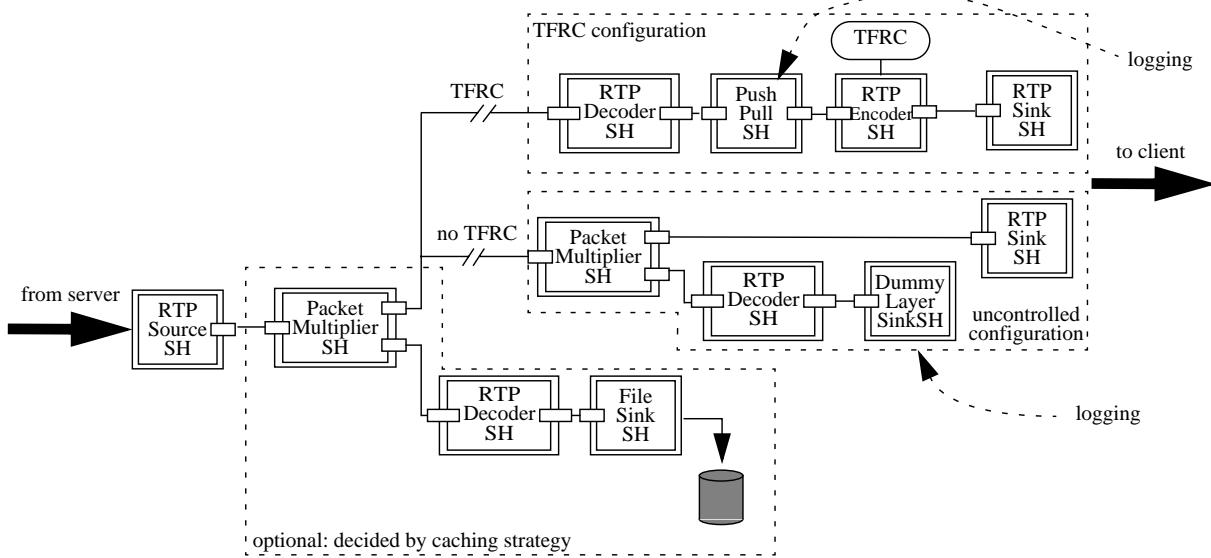 TFRC configuration
TFRC
logging
TFRC
RTP
Decoder
SH
Push
Pull
SH
RTP
Encoder
SH
RTP
Sink
SH
to client
no TFRC
Packet
Multiplier
SH
RTP
Sink
SH
from server
RTP
Source
SH
Packet
Multiplier
SH
RTP
Decoder
SH
Dummy
Layer
SinkSH
uncontrolled
configuration
RTP
Decoder
SH
File
Sink
SH
logging
optional: decided by caching strategy